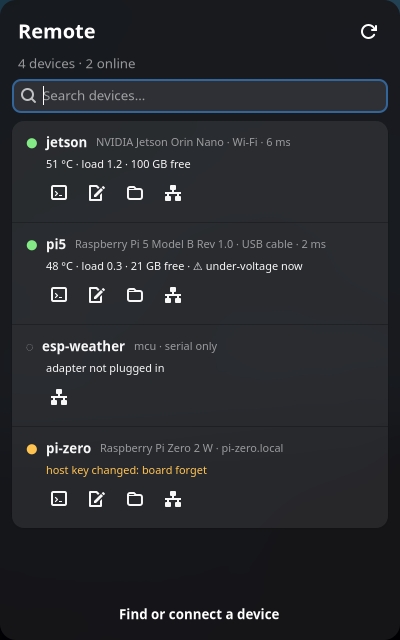 Remote
4 devices · 2 online
Search devices...
jetson NVIDIA Jetson Orin Nano · Wi-Fi · 6 ms
51 °C · load 1.2 · 100 GB free
pi5 Raspberry Pi 5 Model B Rev 1.0 · USB cable · 2 ms
48 °C · load 0.3 · 21 GB free · ⚠ under-voltage now
esp-weather mcu · serial only
adapter not plugged in
pi-zero Raspberry Pi Zero 2 W · pi-zero.local
host key changed: board forget
Find or connect a device